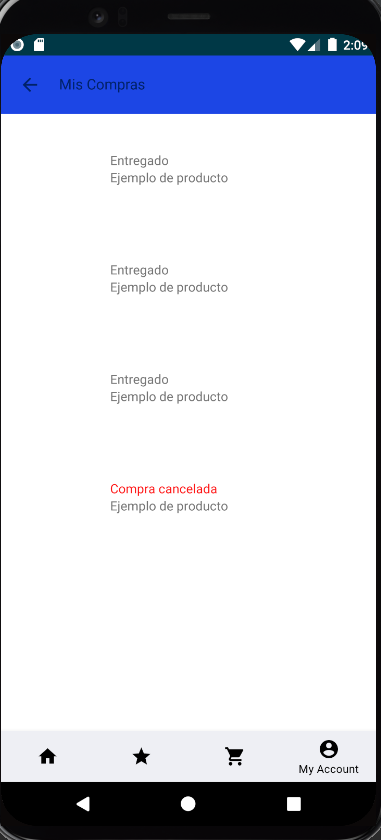 2:09
Mis Compras
Entregado
Ejemplo de producto
Entregado
Ejemplo de producto
Entregado
Ejemplo de producto
Compra cancelada
Ejemplo de producto
My Account